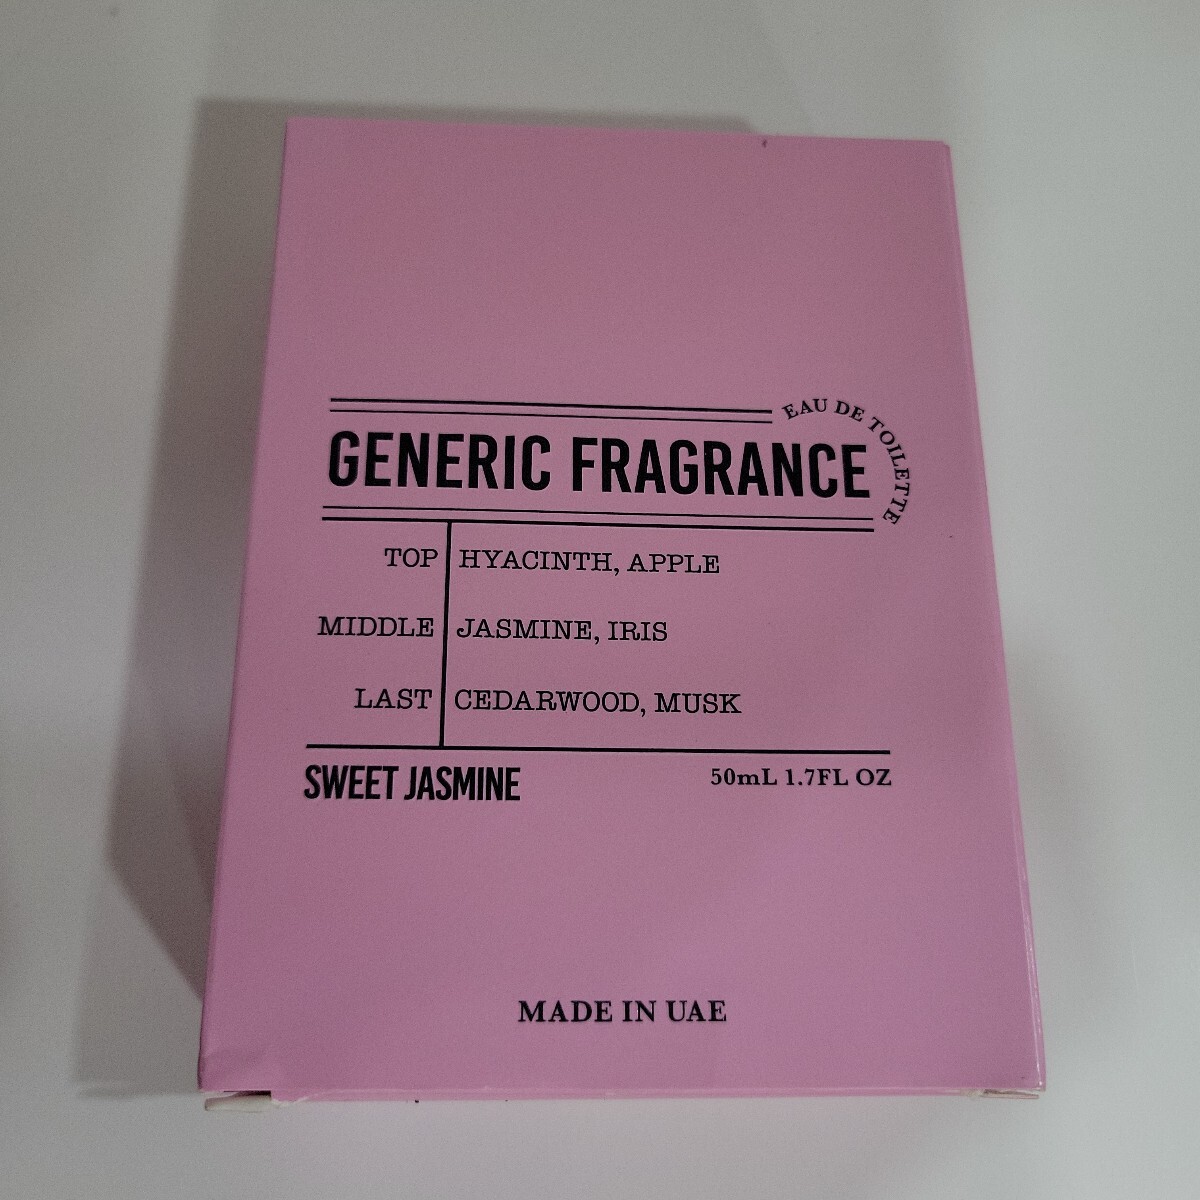 EAU DE TOILETTE
GENERIC FRAGRANCE
TOP HYACINTH, APPLE
MIDDLE JASMINE, IRIS
LAST CEDARWOOD, MUSK
SWEET JASMINE 50mL 1.7FL OZ
MADE IN UAE